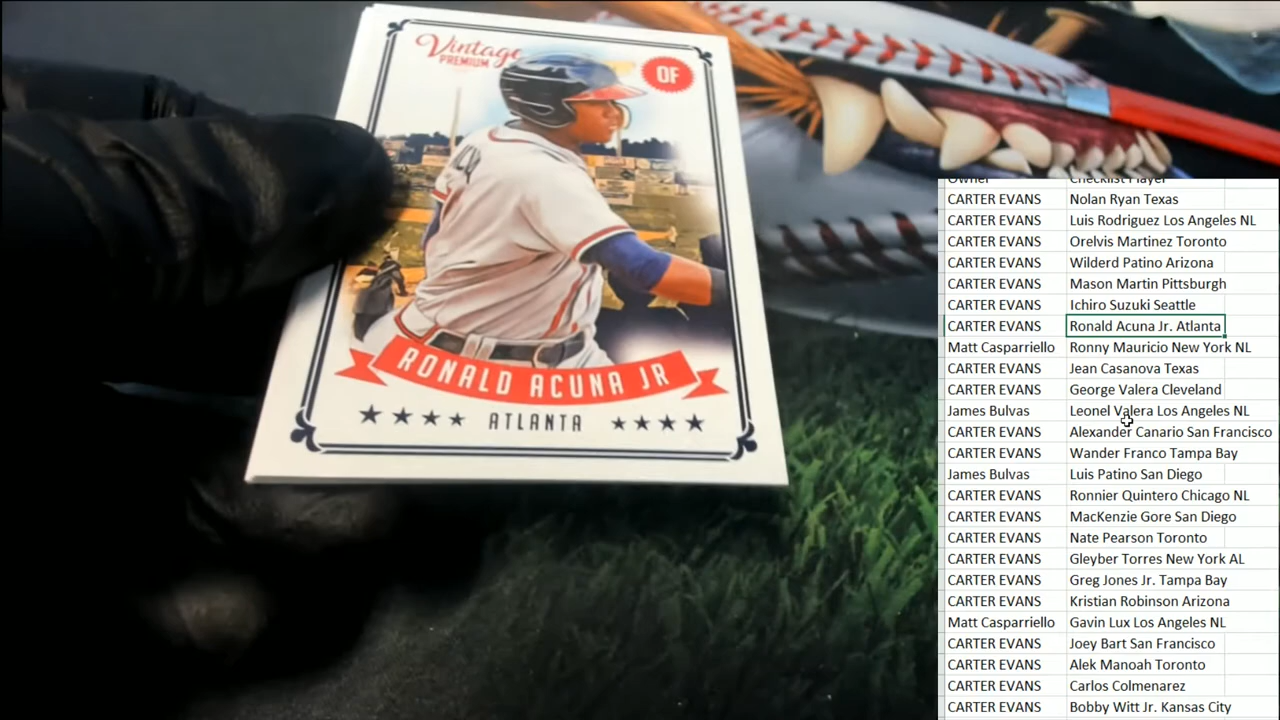 Vintage
PREMIUM
OF
RONALD ACUNA JR
ATLANTA
Owner Checklist Player
CARTER EVANS Nolan Ryan Texas
CARTER EVANS Luis Rodriguez Los Angeles NL
CARTER EVANS Orelvis Martinez Toronto
CARTER EVANS Wilderd Patino Arizona
CARTER EVANS Mason Martin Pittsburgh
CARTER EVANS Ichiro Suzuki Seattle
CARTER EVANS Ronald Acuna Jr. Atlanta
Matt Casparriello Ronny Mauricio New York NL
CARTER EVANS Jean Casanova Texas
CARTER EVANS George Valera Cleveland
James Bulvas Leonel Valera Los Angeles NL
CARTER EVANS Alexander Canario San Francisco
CARTER EVANS Wander Franco Tampa Bay
James Bulvas Luis Patino San Diego
CARTER EVANS Ronnier Quintero Chicago NL
CARTER EVANS MacKenzie Gore San Diego
CARTER EVANS Nate Pearson Toronto
CARTER EVANS Gleyber Torres New York AL
CARTER EVANS Greg Jones Jr. Tampa Bay
CARTER EVANS Kristian Robinson Arizona
Matt Casparriello Gavin Lux Los Angeles NL
CARTER EVANS Joey Bart San Francisco
CARTER EVANS Alek Manoah Toronto
CARTER EVANS Carlos Colmenarez
CARTER EVANS Bobby Witt Jr. Kansas City